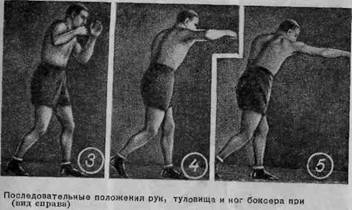 3 4 5
Последовательные положения рук, туловища и ног боксера при
(вид справа)